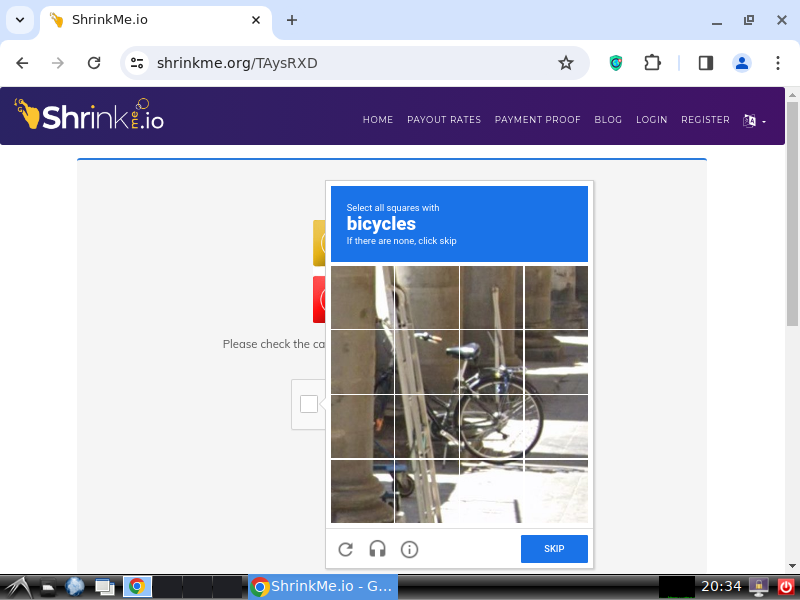 ShrinkMe.io
shrinkme.org/TAysRXD
Shrinkme.io
HOME
PAYOUT RATES
PAYMENT PROOF
BLOG
LOGIN
REGISTER
Select all squares with
bicycles
If there are none, click skip
Please check the ca
SKIP
ShrinkMe.io - G...
20:34